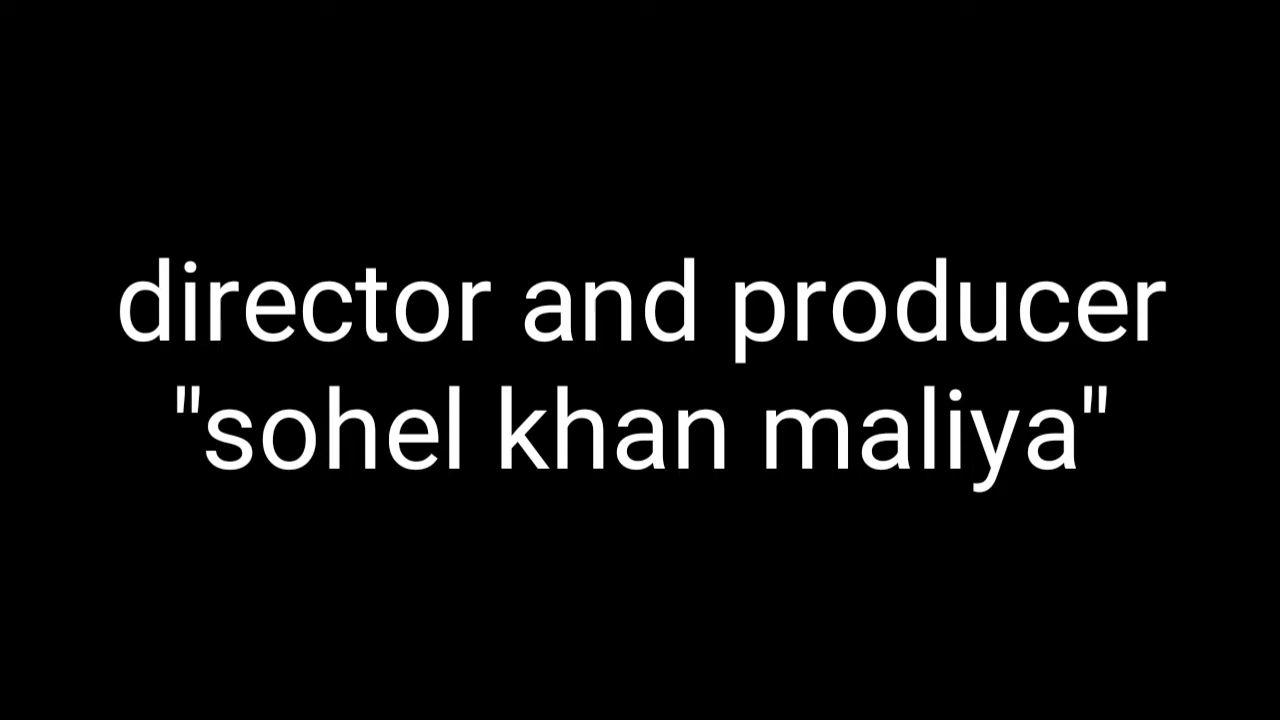 director and producer
"sohel khan maliya"